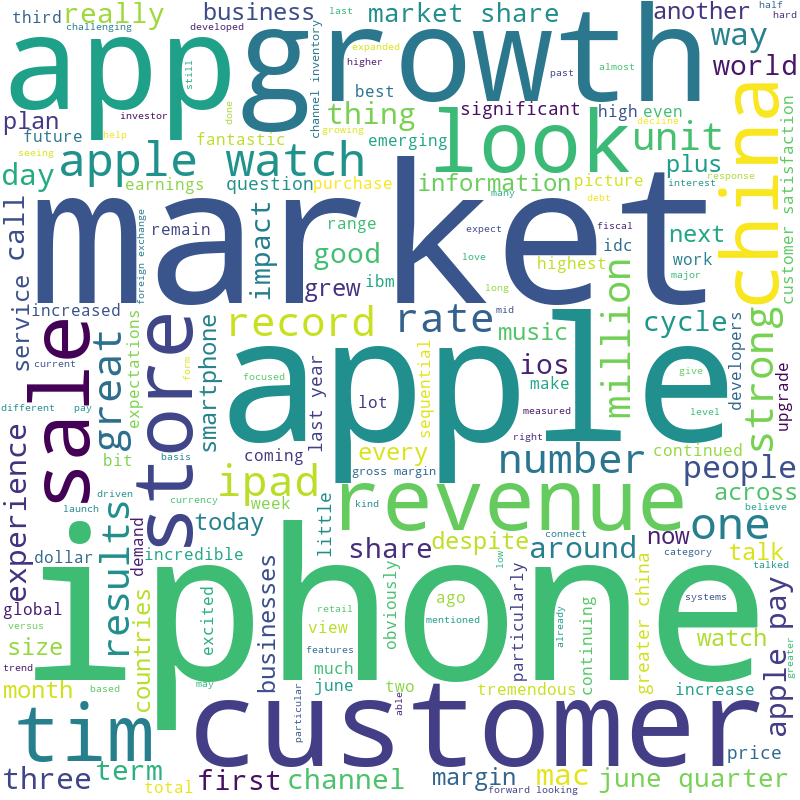 third
really
business
market share
another
last
half
hard
challenging
developed
app
growth
expanded
higher
past
almost
way
world
plan
investor
still
channel inventory
best
thing
significant
high
even
future
done
fantastic
emerging
look
unit
decline
help
growing
seeing
apple watch
plus
day
earnings
question
purchase
information
picture
interest
response
many
debt
china
customer satisfaction
market
service call
foreign exchange
remain
impact
range
good
expect
idc
fiscal
next
love
highest
work
grew
ibm
long
major
increased
record
rate
mid
million
cycle
sale
store
current
great
expectations
form
smartphone
music
ios
strong
developers
upgrade
apple
last year
sequential
focused
make
give
different
pay
lot
measured
level
right
bit
basis
coming
every
number
continued
people
experience
driven
gross margin
ipad
launch
currency
week
kind
revenue
across
believe
results
today
little
one
demand
connect
dollar
incredible
share
despite
around
now
talk
low
category
talked
iphone
global
countries
excited
businesses
retail
obviously
ago
particularly
already
continuing
systems
greater china
versus
mentioned
size
view
features
watch
greater
apple pay
trend
much
month
based
may
june
two
tremendous
increase
tim
particular
able
customer
price
three
term
total
first
channel
margin
forward looking
mac
june quarter